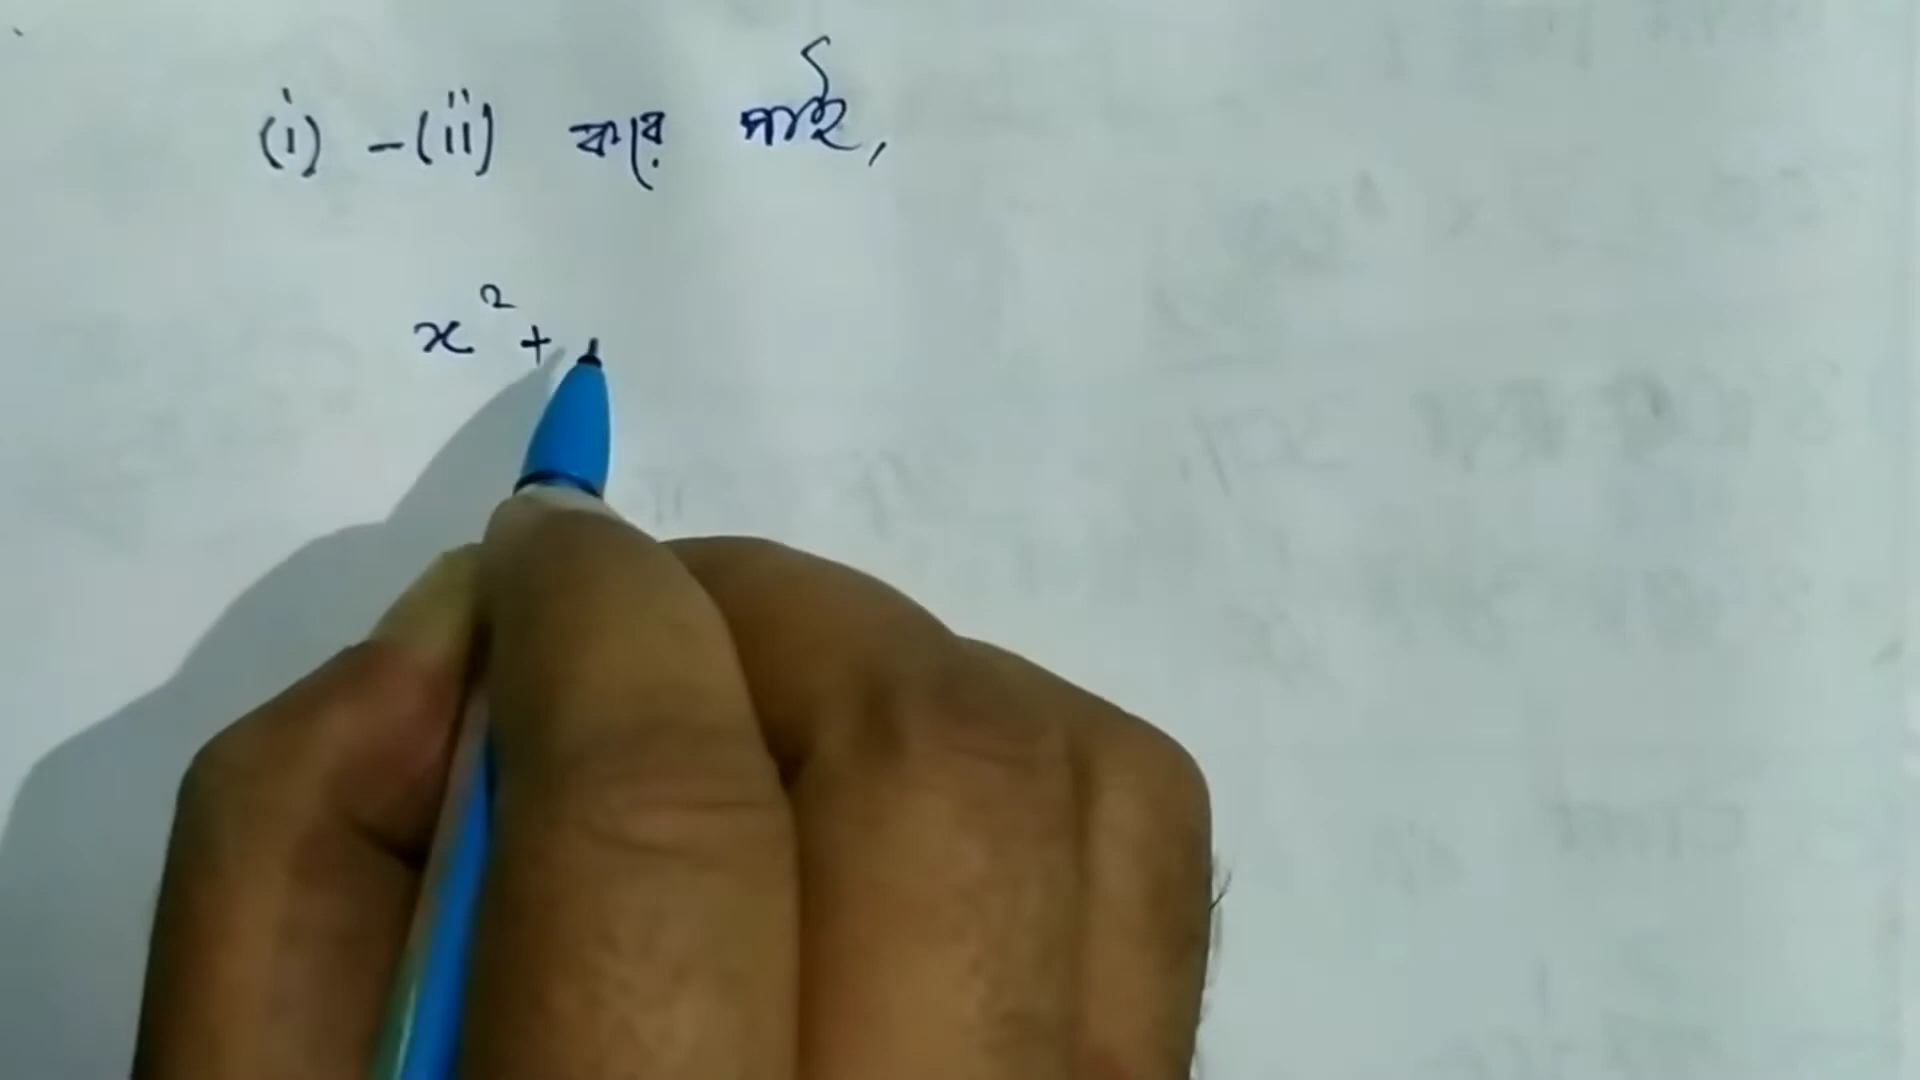 (i) - (ii) করে পাই,
x² +